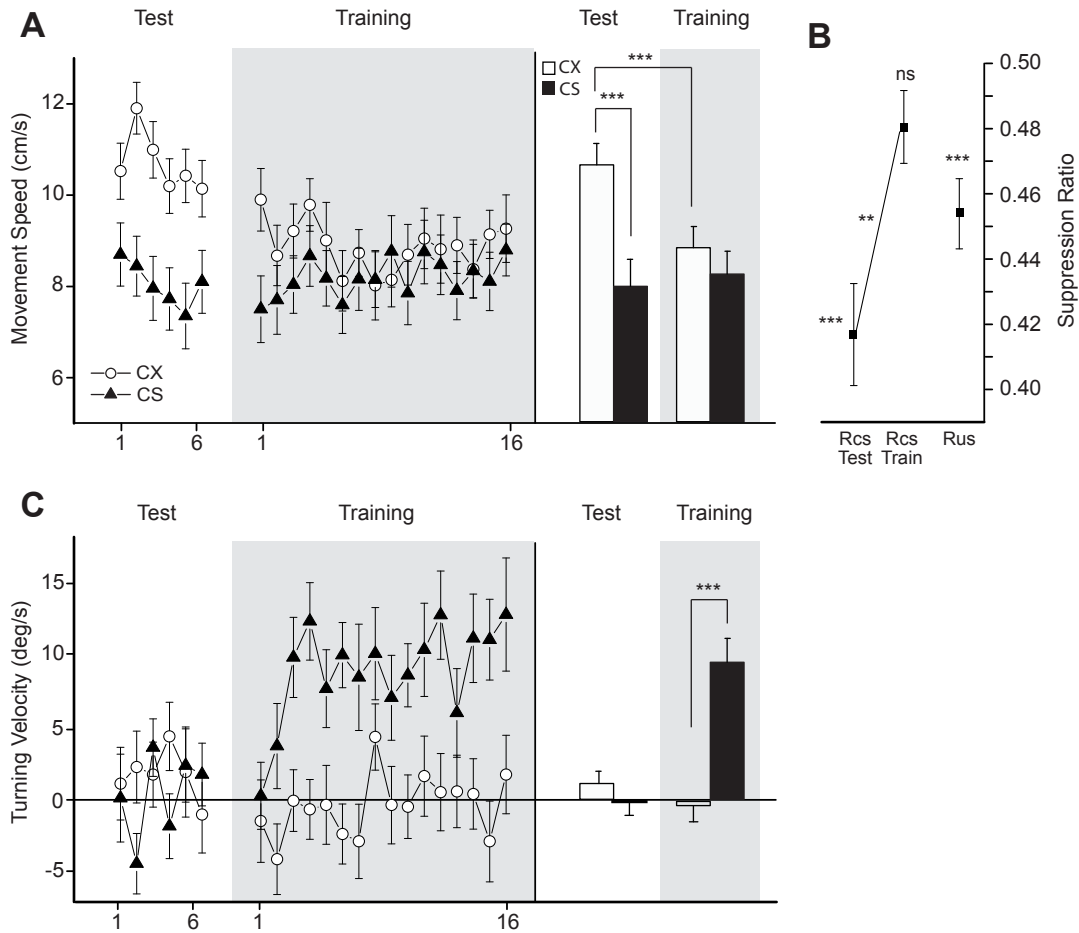 A
Test
Training
Test
Training
Movement Speed (cm/s)
12
10
8
6
CX
CS
1
6
1
16
CX
CS
***
***
B
Suppression Ratio
0.50
0.48
0.46
0.44
0.42
0.40
ns
***
**
***
Rcs
Test
Rcs
Train
Rus
C
Test
Training
Test
Training
Turning Velocity (deg/s)
15
10
5
0
-5
1
6
1
16
***